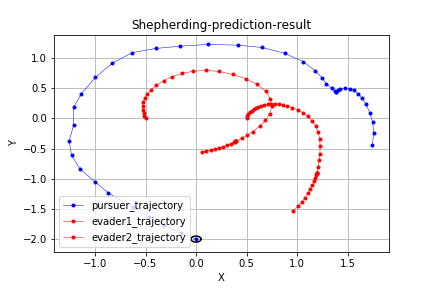 Shepherding-prediction-result
1.0
0.5
0.0
−0.5
−1.0
−1.5
−2.0
Y
pursuer_trajectory
evader1_trajectory
evader2_trajectory
−1.0 −0.5 0.0 0.5 1.0 1.5
X